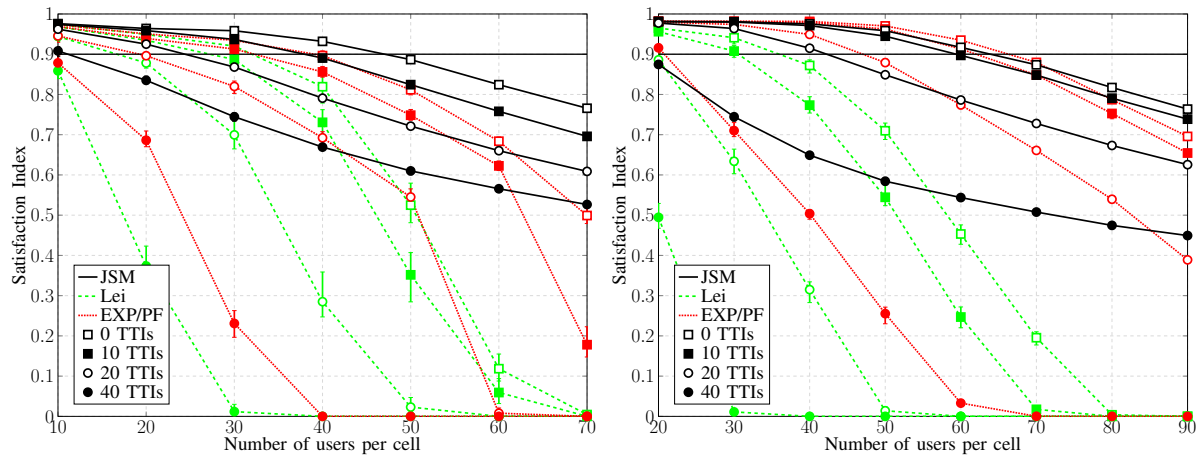 1
0.9
0.8
0.7
0.6
0.5
0.4
0.3
0.2
0.1
0
Satisfaction Index
10 20 30 40 50 60 70
Number of users per cell
JSM
Lei
EXP/PF
0 TTIs
10 TTIs
20 TTIs
40 TTIs
1
0.9
0.8
0.7
0.6
0.5
0.4
0.3
0.2
0.1
0
Satisfaction Index
20 30 40 50 60 70 80 90
Number of users per cell
JSM
Lei
EXP/PF
0 TTIs
10 TTIs
20 TTIs
40 TTIs